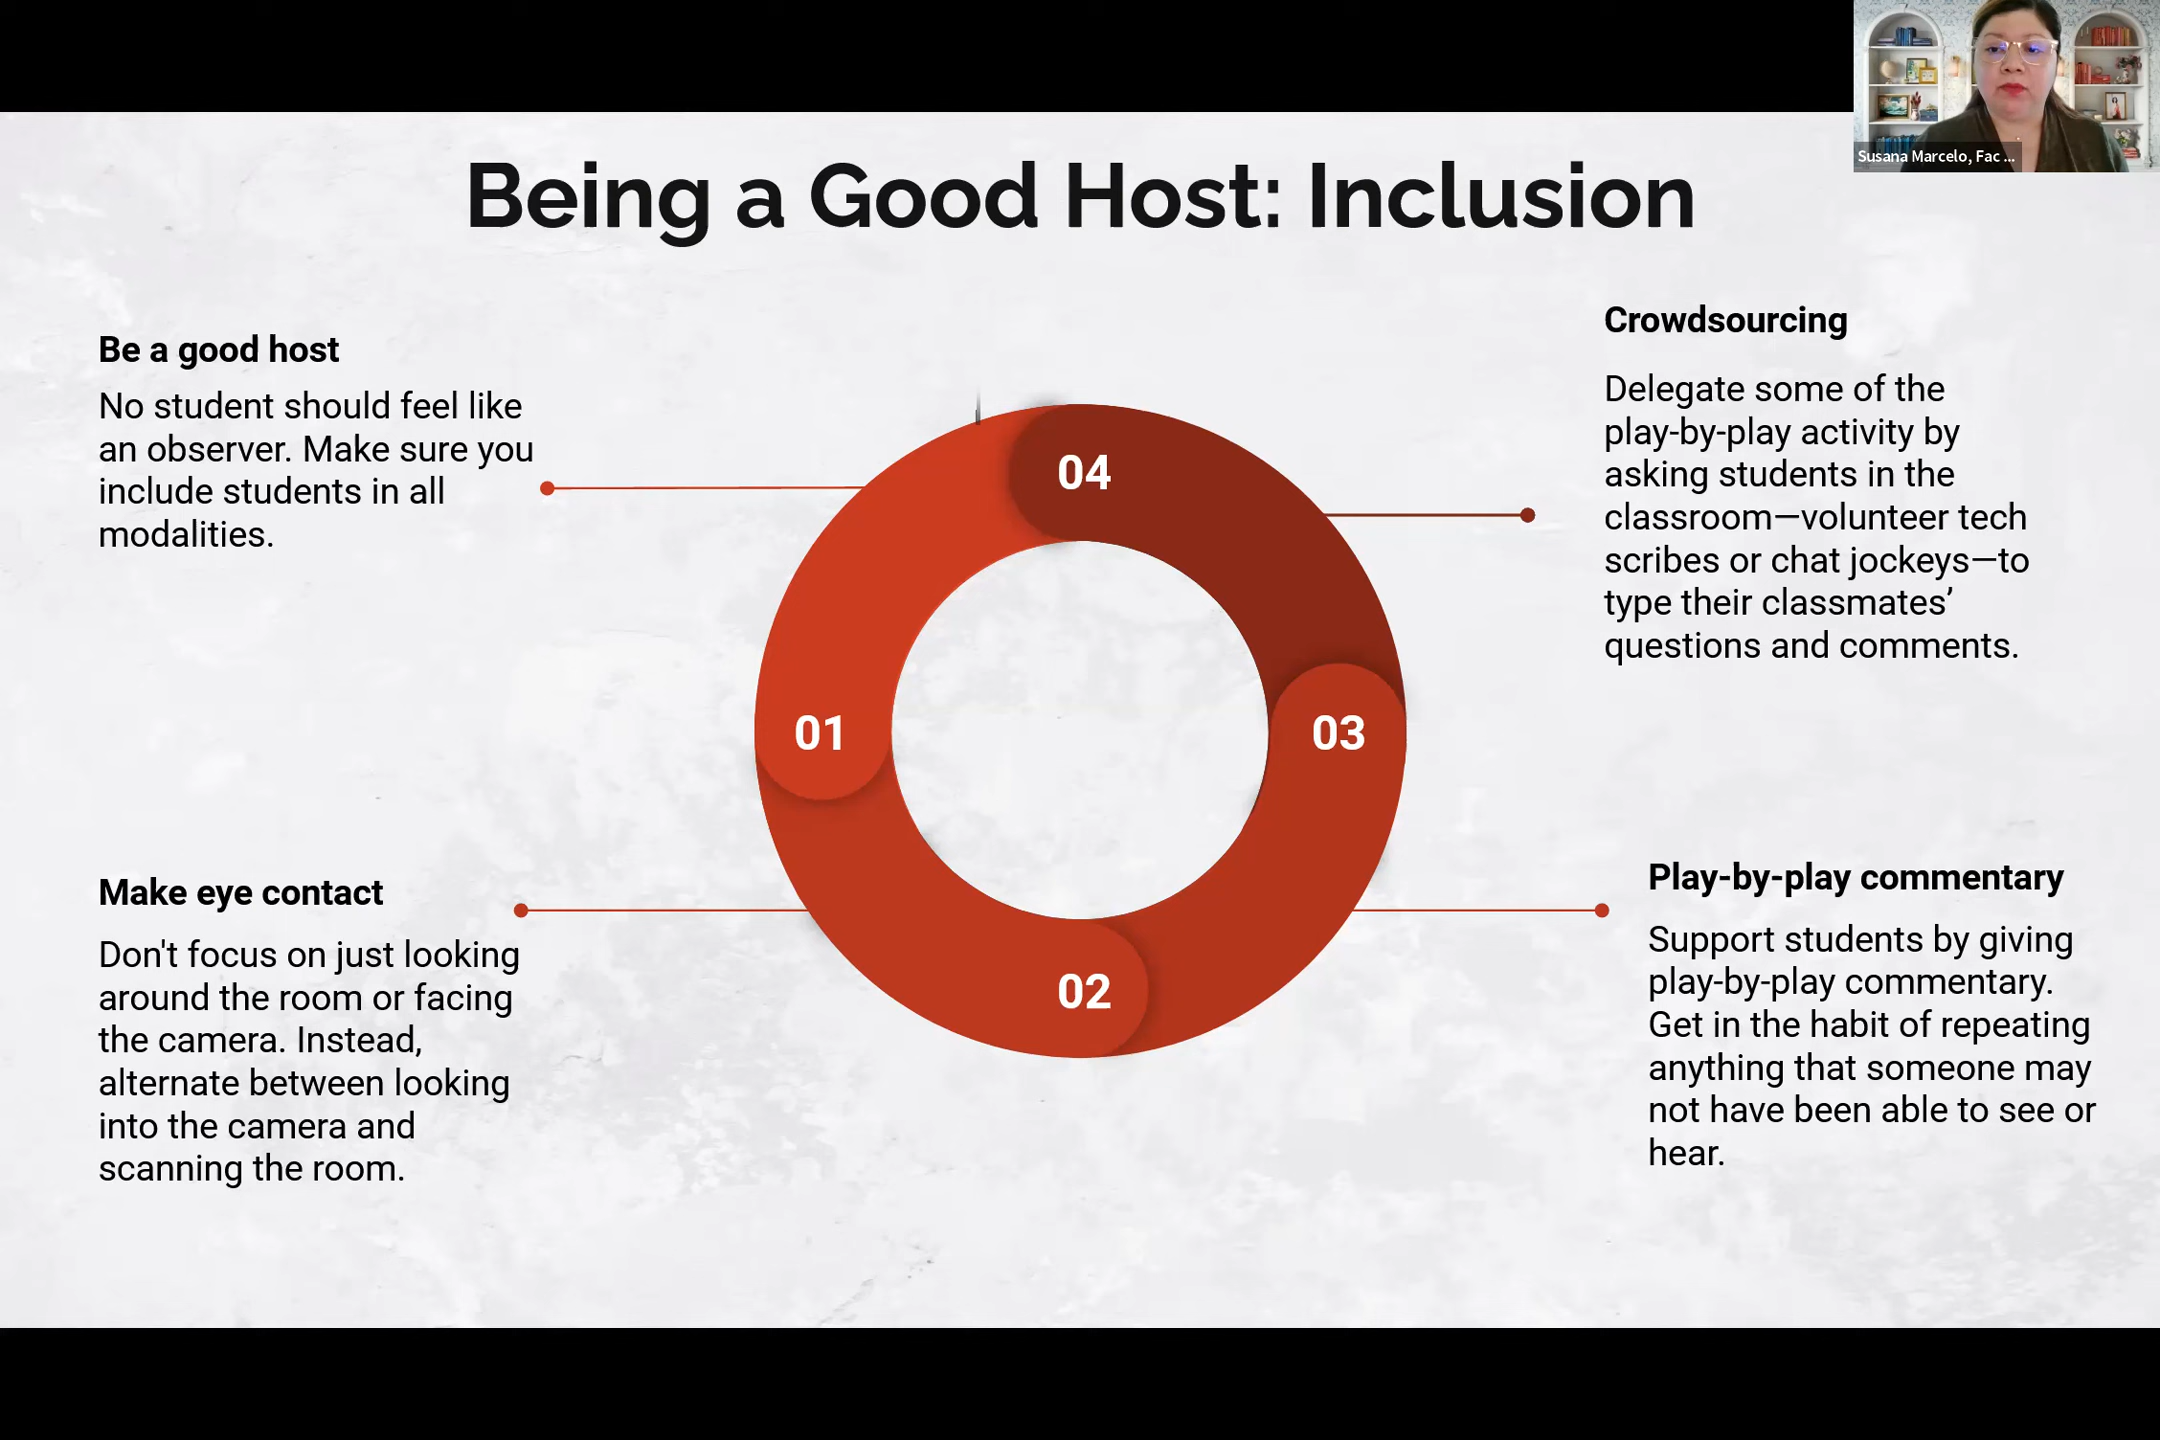 Susana Marcelo, Fac ...
Being a Good Host: Inclusion
Be a good host
No student should feel like
an observer. Make sure you
include students in all
modalities.
Crowdsourcing
Delegate some of the
play-by-play activity by
asking students in the
classroom—volunteer tech
scribes or chat jockeys—to
type their classmates’
questions and comments.
04
01
03
02
Make eye contact
Don't focus on just looking
around the room or facing
the camera. Instead,
alternate between looking
into the camera and
scanning the room.
Play-by-play commentary
Support students by giving
play-by-play commentary.
Get in the habit of repeating
anything that someone may
not have been able to see or
hear.